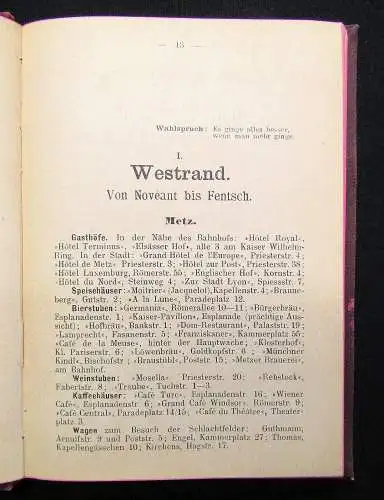 — 13 —
Wahlspruch: Es ginge alles besser,
wenn man mehr ginge.
I.
Westrand.
Von Novéant bis Fentsch.
Metz.
Gasthöfe. In der Nähe des Bahnhofs: »Hôtel Royal«,
»Hôtel Terminus«, »Elsässer Hof«, alle 3 am Kaiser Wilhelm-
Ring. In der Stadt: »Grand Hôtel de l'Europe«, Priesterstr. 4;
»Hôtel de Metz« Priesterstr. 3; »Hôtel zur Post«, Priesterstr. 38;
»Hôtel Luxemburg, Römerstr. 55; »Englischer Hof«, Kornstr. 4;
»Hôtel du Nord«, Steinweg 4; »Zur Stadt Lyon«, Spiessstr. 7.
Speisehäuser: »Moitrier« (Jacquelot), Kapellenstr. 4; »Braune-
berg«, Gutstr. 2; »A la Lune«, Paradeplatz 12.
Bierstuben: »Germania«, Römerallee 10—11; »Bürgerbräu«,
Esplanadenstr. 1; »Kaiser-Pavillon«, Esplanade (prächtige Aus-
sicht); »Hofbräu«, Bankstr. 1; »Dom-Restaurant«, Palaststr. 19;
»Lamprecht«, Fasanenstr. 5; »Franziskaner«, Kammerstr. 55;
»Café de la Meuse«, hinter der Hauptwache; »Klosterhof«,
Kl. Pariserstr. 6; »Löwenbräu«, Goldkopfstr. 6; »Münchner
Kindl«, Bischofstr ; »Bräustübl«, Poststr. 15; »Metzer Brauerei«,
am Bahnhof.
Weinstuben: »Mosella« Priesterstr. 20; »Rebstock«,
Fabertstr. 8; »Traube«, Tuchstr. 1—3.
Kaffeehäuser: »Café Turc«, Esplanadenstr 16; »Wiener
Café«, Esplanadenstr 6; »Grand Café Windsor«. Römerstr. 9;
»Café Central«, Paradeplatz 14/15; »Café du Théâtre«, Theater-
platz 3.
Wagen zum Besuch der Schlachtfelder: Guthmann,
Arnulfstr. 9 und Poststr. 5; Engel, Kammerplatz 27; Thomas,
Kapellengässchen 10; Kirchens, Hagstr. 17.